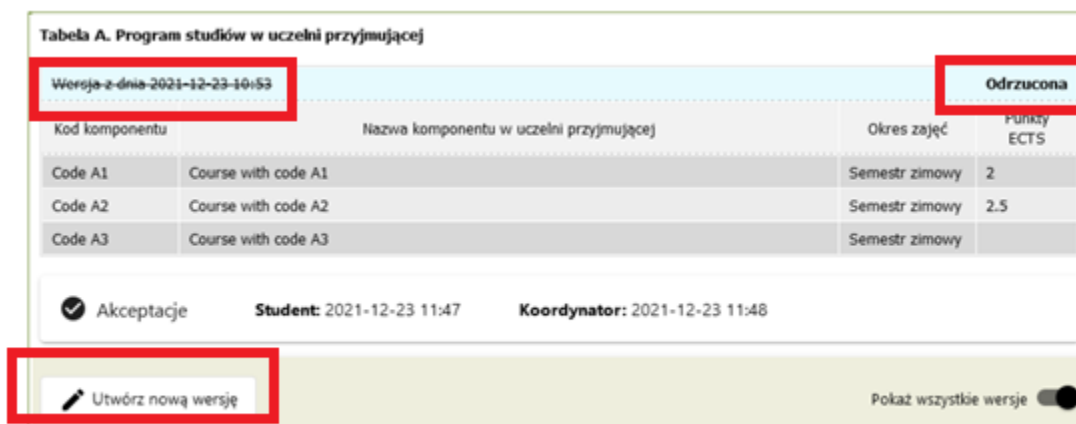 Tabela A. Program studiów w uczelni przyjmującej
Wersja z dnia 2021-12-23 10:53 Odrzucona
Kod komponentu Nazwa komponentu w uczelni przyjmującej Okres zajęć Punkty ECTS
Code A1 Course with code A1 Semestr zimowy 2
Code A2 Course with code A2 Semestr zimowy 2.5
Code A3 Course with code A3 Semestr zimowy
Akceptacje Student: 2021-12-23 11:47 Koordynator: 2021-12-23 11:48
Utwórz nową wersję Pokaż wszystkie wersje